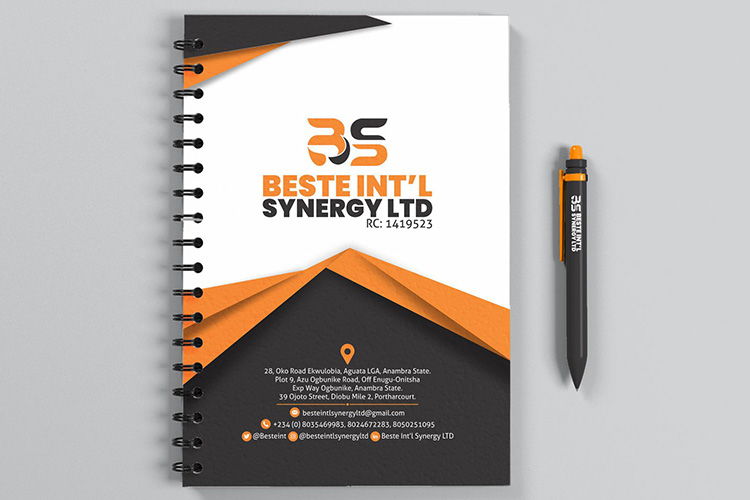 BS
BESTE INT'L
SYNERGY LTD
RC: 1419523
28, Oko Road Ekwulobia, Aguata LGA, Anambra State.
Plot 9, Azu Ogbunike Road, Off Enugu-Onitsha
Exp Way Ogbunike, Anambra State.
39 Ojoto Street, Diobu Mile 2, Portharcourt.
besteintlsynergyltd@gmail.com
+234 (0) 8035469983, 8024672283, 8050251095
@Besteint @besteintlsynergyltd Beste Int'l Synergy LTD
BS BESTE INT'L
SYNERGY LTD